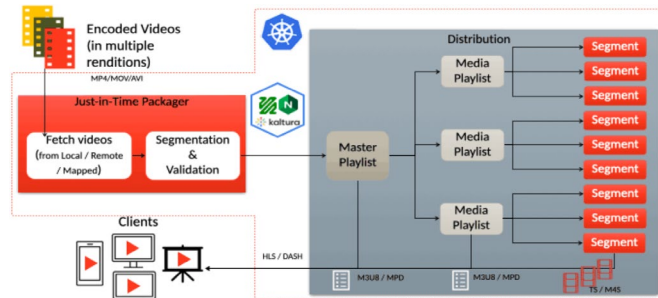 Encoded Videos
(in multiple
renditions)
MP4/MOV/AVI
Just-in-Time Packager
Fetch videos
(from Local / Remote
/ Mapped)
Segmentation
&
Validation
N
kaltura
Distribution
Master
Playlist
Media
Playlist
Media
Playlist
Media
Playlist
Segment
Segment
Segment
Segment
Segment
Segment
Segment
Segment
Segment
Clients
HLS / DASH
M3U8 / MPD
M3U8 / MPD
TS / M4S